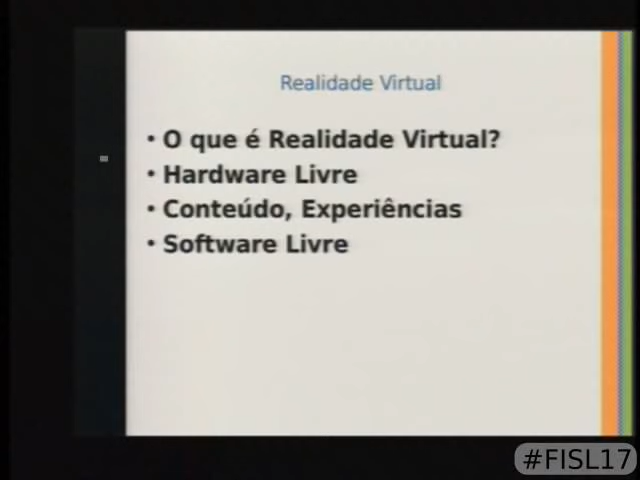 Realidade Virtual
• O que é Realidade Virtual?
• Hardware Livre
• Conteúdo, Experiências
• Software Livre
#FISL17